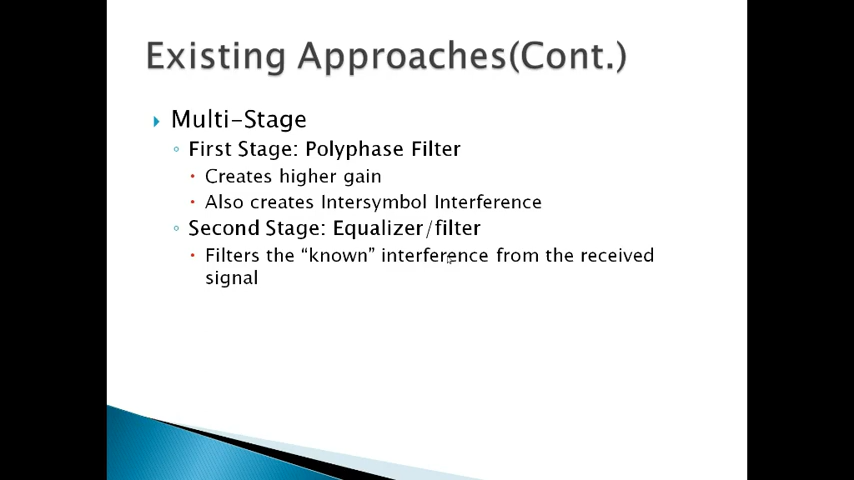 Existing Approaches(Cont.)
Multi-Stage
First Stage: Polyphase Filter
Creates higher gain
Also creates Intersymbol Interference
Second Stage: Equalizer/filter
Filters the “known” interference from the received
signal